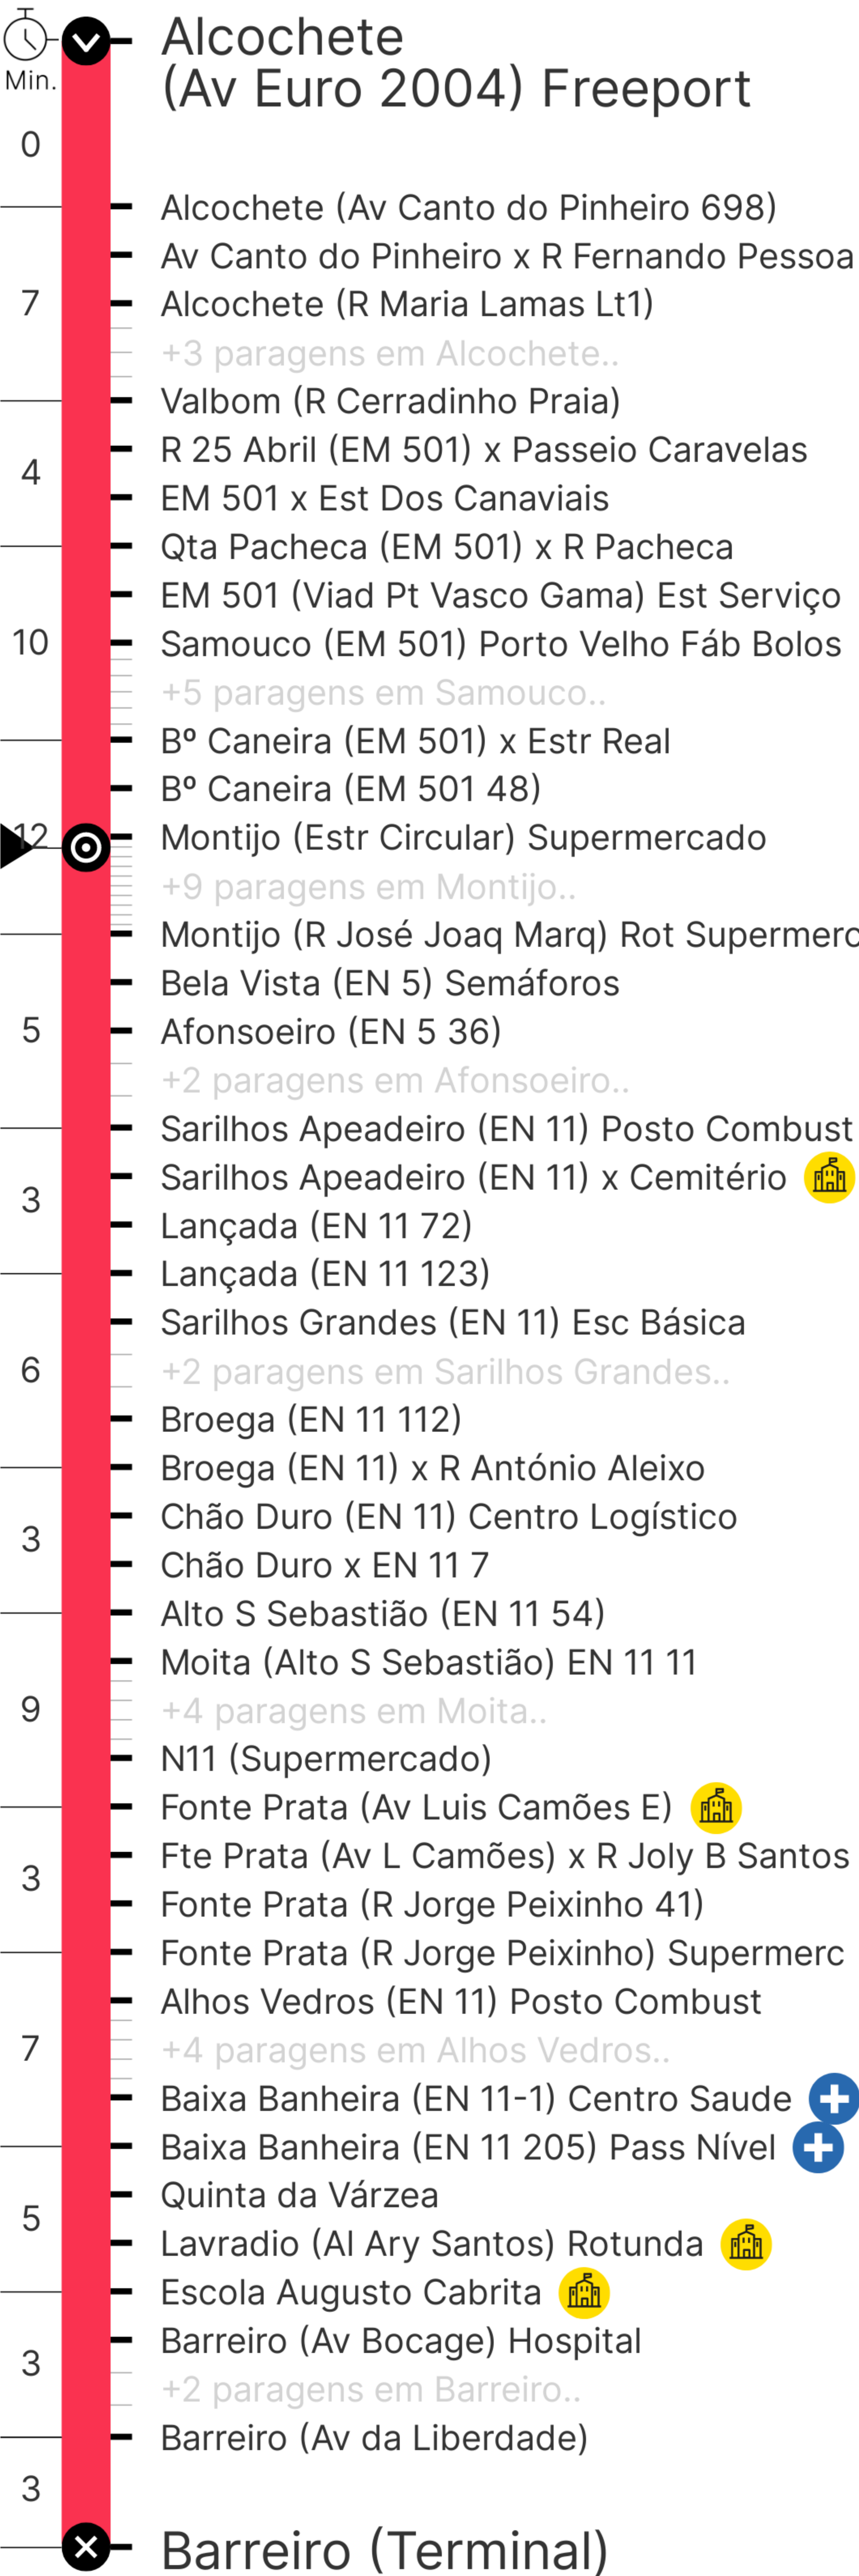 Alcochete
(Av Euro 2004) Freeport
Min.
0
Alcochete (Av Canto do Pinheiro 698)
Av Canto do Pinheiro x R Fernando Pessoa
7
Alcochete (R Maria Lamas Lt1)
+3 paragens em Alcochete..
Valbom (R Cerradinho Praia)
R 25 Abril (EM 501) x Passeio Caravelas
4
EM 501 x Est Dos Canaviais
Qta Pacheca (EM 501) x R Pacheca
EM 501 (Viad Pt Vasco Gama) Est Serviço
10
Samouco (EM 501) Porto Velho Fáb Bolos
+5 paragens em Samouco..
Bº Caneira (EM 501) x Estr Real
Bº Caneira (EM 501 48)
12
Montijo (Estr Circular) Supermercado
+9 paragens em Montijo..
Montijo (R José Joaq Marq) Rot Supermerc
Bela Vista (EN 5) Semáforos
5
Afonsoeiro (EN 5 36)
+2 paragens em Afonsoeiro..
Sarilhos Apeadeiro (EN 11) Posto Combust
Sarilhos Apeadeiro (EN 11) x Cemitério
3
Lançada (EN 11 72)
Lançada (EN 11 123)
Sarilhos Grandes (EN 11) Esc Básica
6
+2 paragens em Sarilhos Grandes..
Broega (EN 11 112)
Broega (EN 11) x R António Aleixo
Chão Duro (EN 11) Centro Logístico
3
Chão Duro x EN 11 7
Alto S Sebastião (EN 11 54)
Moita (Alto S Sebastião) EN 11 11
9
+4 paragens em Moita..
N11 (Supermercado)
Fonte Prata (Av Luis Camões E)
Fte Prata (Av L Camões) x R Joly B Santos
3
Fonte Prata (R Jorge Peixinho 41)
Fonte Prata (R Jorge Peixinho) Supermerc
Alhos Vedros (EN 11) Posto Combust
7
+4 paragens em Alhos Vedros..
Baixa Banheira (EN 11-1) Centro Saude
Baixa Banheira (EN 11 205) Pass Nível
Quinta da Várzea
5
Lavradio (Al Ary Santos) Rotunda
Escola Augusto Cabrita
Barreiro (Av Bocage) Hospital
3
+2 paragens em Barreiro..
Barreiro (Av da Liberdade)
3
Barreiro (Terminal)